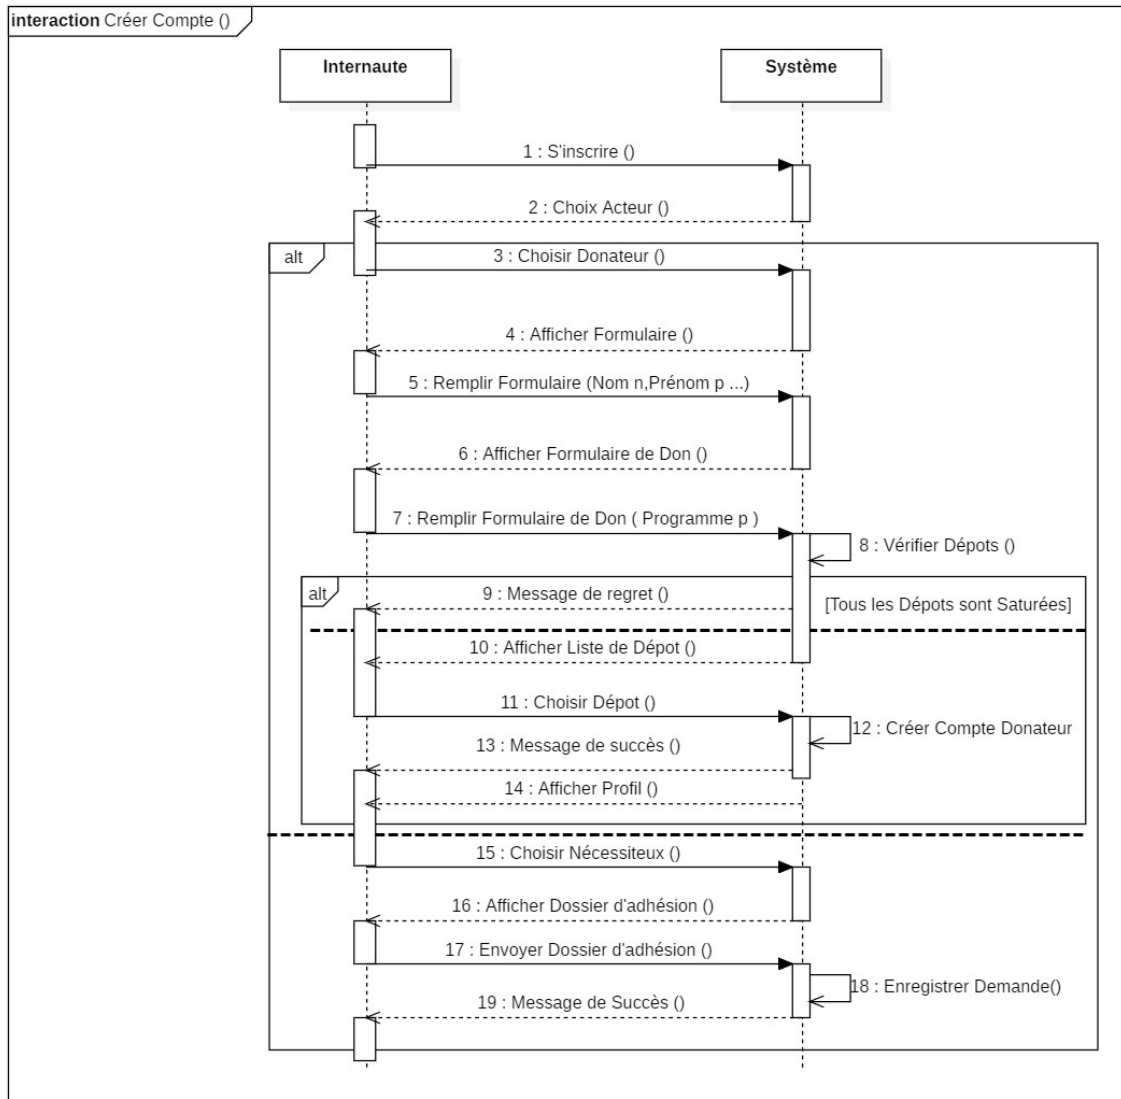 interaction Créer Compte ()
Internaute
Système
1 : S'inscrire ()
2 : Choix Acteur ()
alt
3 : Choisir Donateur ()
4 : Afficher Formulaire ()
5 : Remplir Formulaire (Nom n,Prénom p ...)
6 : Afficher Formulaire de Don ()
7 : Remplir Formulaire de Don ( Programme p )
8 : Vérifier Dépots ()
alt
9 : Message de regret ()
[Tous les Dépots sont Saturées]
10 : Afficher Liste de Dépot ()
11 : Choisir Dépot ()
12 : Créer Compte Donateur
13 : Message de succès ()
14 : Afficher Profil ()
15 : Choisir Nécessiteux ()
16 : Afficher Dossier d'adhésion ()
17 : Envoyer Dossier d'adhésion ()
18 : Enregistrer Demande()
19 : Message de Succès ()